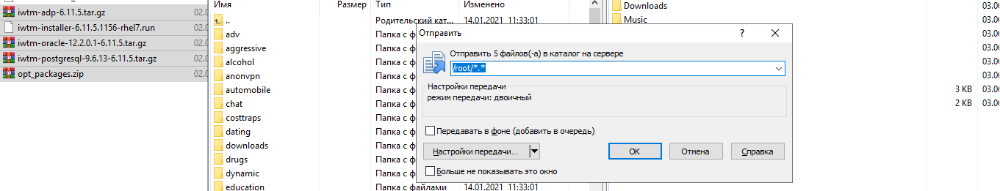 iwtm-adp-6.11.5.tar.gz 02.0
iwtm-installer-6.11.5.1156-rhel7.run 02.0
iwtm-oracle-12.2.0.1-6.11.5.tar.gz 02.0
iwtm-postgresql-9.6.13-6.11.5.tar.gz 02.0
opt_packages.zip 02.0
Имя Размер Тип Изменено
.. Родительский кат... 14.01.2021 11:33:01
adv Папка с ф
aggressive Папка с ф
alcohol Папка с ф
anonvpn Папка с ф
automobile Папка с ф
chat Папка с ф
costtraps Папка с ф
dating Папка с ф
downloads Папка с ф
drugs Папка с ф
dynamic Папка с ф
education Папка с файлами 14.01.2021 11:33:01
Отправить ? ×
Отправить 5 файлов(-а) в каталог на сервере
/root/*.*
Настройки передачи
режим передачи: двоичный
Передавать в фоне (добавить в очередь)
Настройки передачи...
ОК
Отмена
Справка
Больше не показывать это окно
Downloads 03.0
Music 03.0
03.0
03.0
03.0
03.0
3 KB 03.0
2 KB 03.0